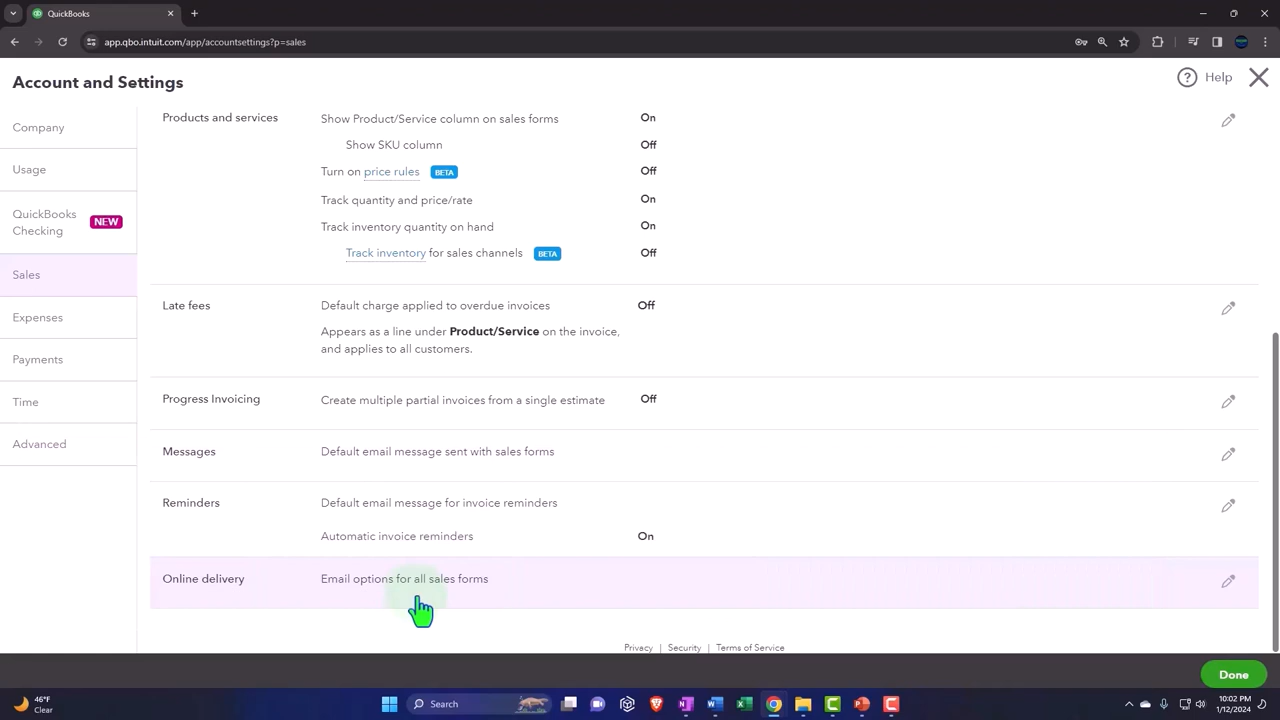 QuickBooks
app.qbo.intuit.com/app/accountsettings?p=sales
Account and Settings
Help
Company
Usage
QuickBooks
Checking
NEW
Sales
Expenses
Payments
Time
Advanced
Products and services
Show Product/Service column on sales forms
On
Show SKU column
Off
Turn on price rules BETA
Off
Track quantity and price/rate
On
Track inventory quantity on hand
On
Track inventory for sales channels BETA
Off
Late fees
Default charge applied to overdue invoices
Off
Appears as a line under Product/Service on the invoice,
and applies to all customers.
Progress Invoicing
Create multiple partial invoices from a single estimate
Off
Messages
Default email message sent with sales forms
Reminders
Default email message for invoice reminders
Automatic invoice reminders
On
Online delivery
Email options for all sales forms
Privacy | Security | Terms of Service
Done
46°F
Clear
Search
10:02 PM
1/12/2024